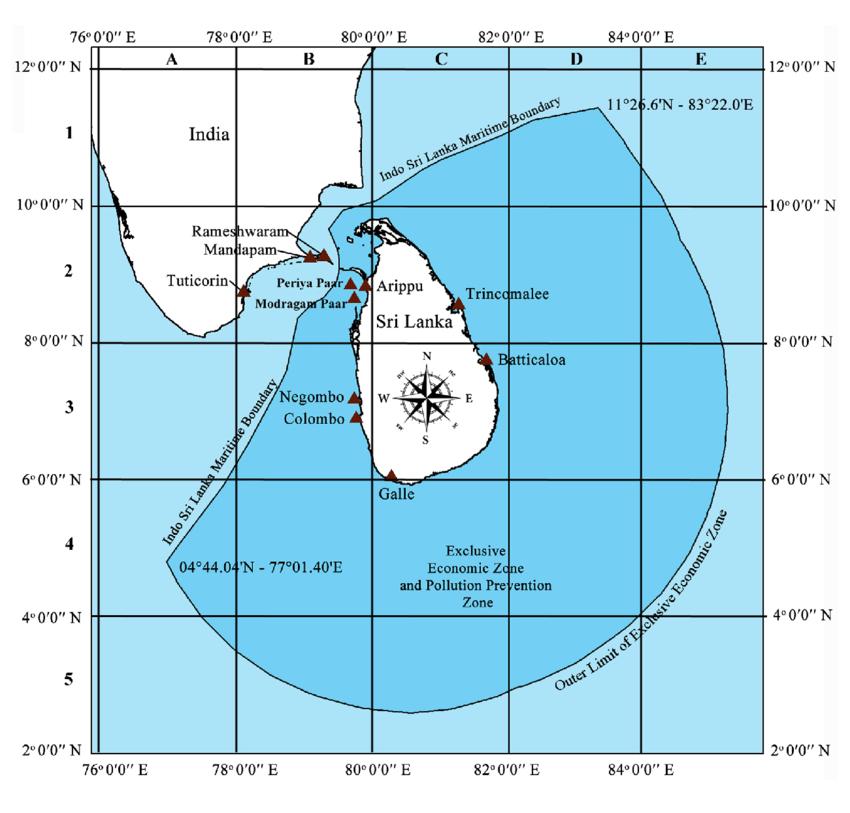 76°0'0'' E 78°0'0'' E 80°0'0'' E 82°0'0'' E 84°0'0'' E
A B C D E
12°0'0'' N 12°0'0'' N
11°26.6'N - 83°22.0'E
1
India
Indo Sri Lanka Maritime Boundary
10°0'0'' N 10°0'0'' N
Rameshwaram
Mandapam
2
Tuticorin
Periya Paar
Arippu
Modragam Paar
Trincomalee
Sri Lanka
8°0'0'' N 8°0'0'' N
Batticaloa
N
nw ne
W E
sw se
S
Negombo
3
Colombo
Indo Sri Lanka Maritime Boundary
6°0'0'' N 6°0'0'' N
Galle
4
04°44.04'N - 77°01.40'E
Exclusive
Economic Zone
and Pollution Prevention
Zone
Outer Limit of Exclusive Economic Zone
4°0'0'' N 4°0'0'' N
5
2°0'0'' N 2°0'0'' N
76°0'0'' E 78°0'0'' E 80°0'0'' E 82°0'0'' E 84°0'0'' E